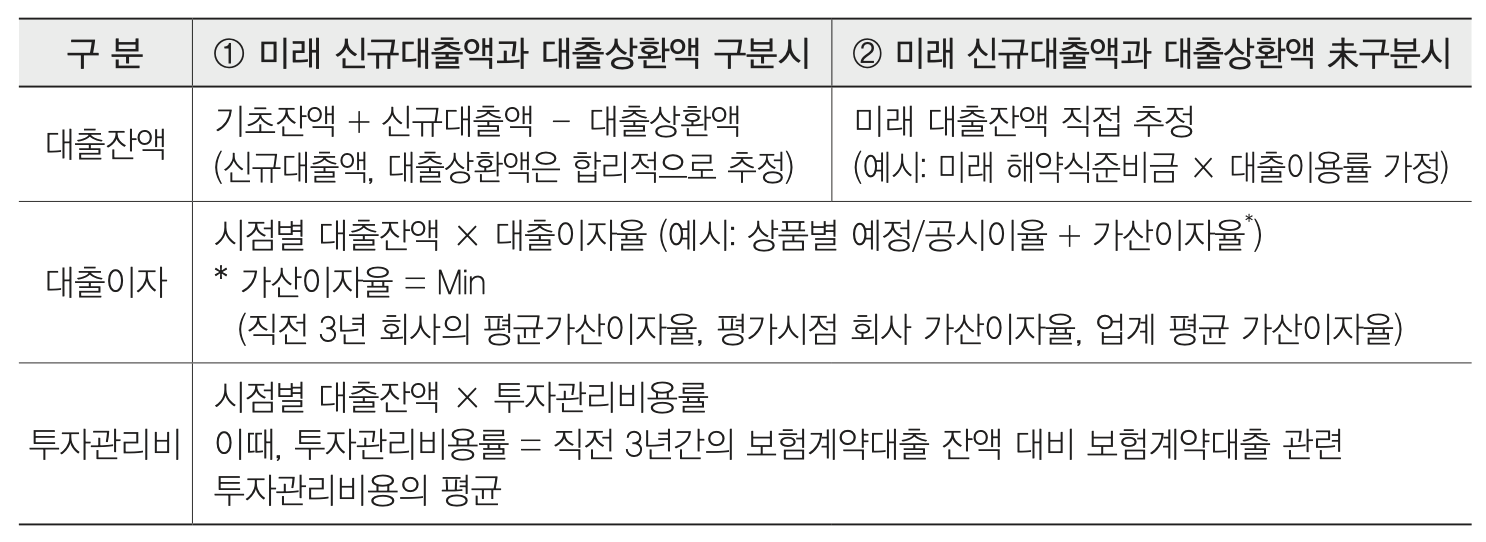 구 분
① 미래 신규대출액과 대출상환액 구분시
② 미래 신규대출액과 대출상환액 未구분시
대출잔액
기초잔액 + 신규대출액 - 대출상환액
(신규대출액, 대출상환액은 합리적으로 추정)
미래 대출잔액 직접 추정
(예시: 미래 해약식준비금 × 대출이용률 가정)
대출이자
시점별 대출잔액 × 대출이자율 (예시: 상품별 예정/공시이율 + 가산이자율*)
* 가산이자율 = Min
(직전 3년 회사의 평균가산이자율, 평가시점 회사 가산이자율, 업계 평균 가산이자율)
투자관리비
시점별 대출잔액 × 투자관리비용률
이때, 투자관리비용률 = 직전 3년간의 보험계약대출 잔액 대비 보험계약대출 관련
투자관리비용의 평균